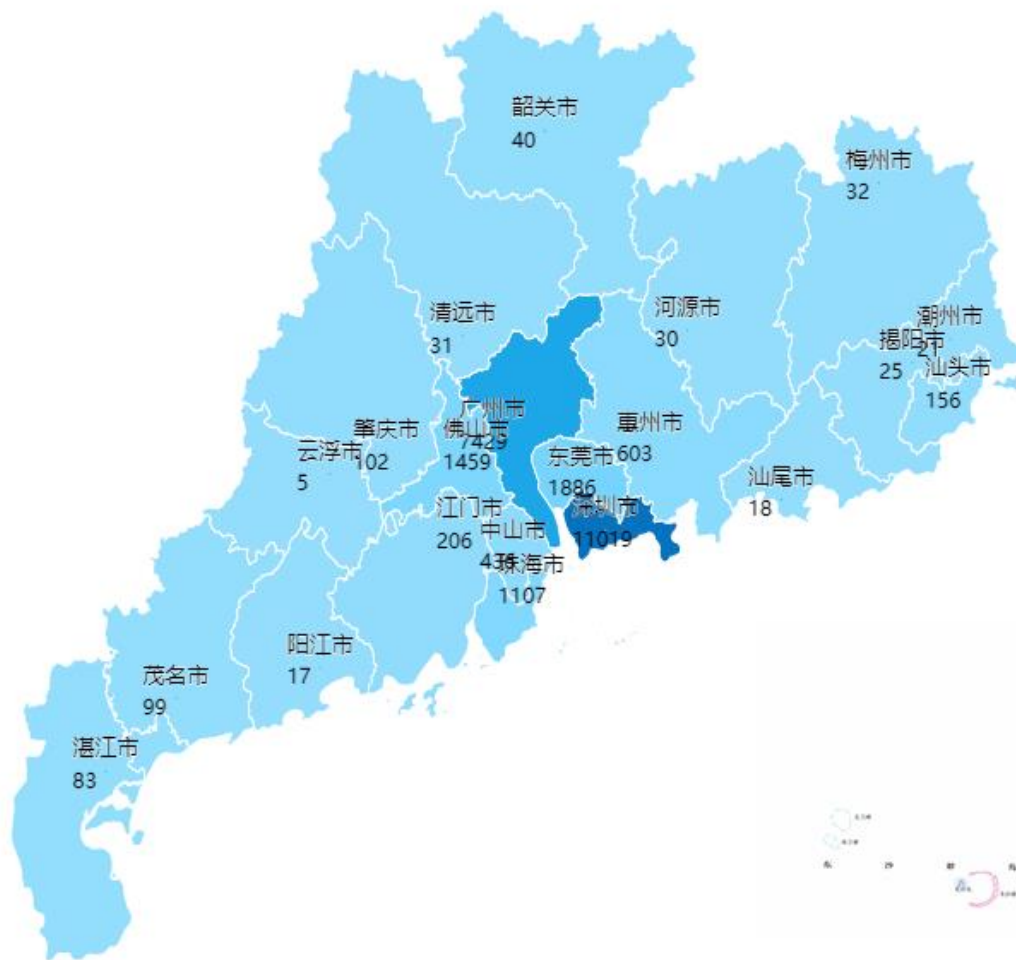 韶关市
40
梅州市
32
清远市
31
河源市
30
潮州市
21
揭阳市
25
汕头市
156
广州市
7429
佛山市
1459
肇庆市
102
云浮市
5
惠州市
603
东莞市
1886
汕尾市
18
深圳市
11019
江门市
206
中山市
珠海市
1107
阳江市
17
茂名市
99
湛江市
83